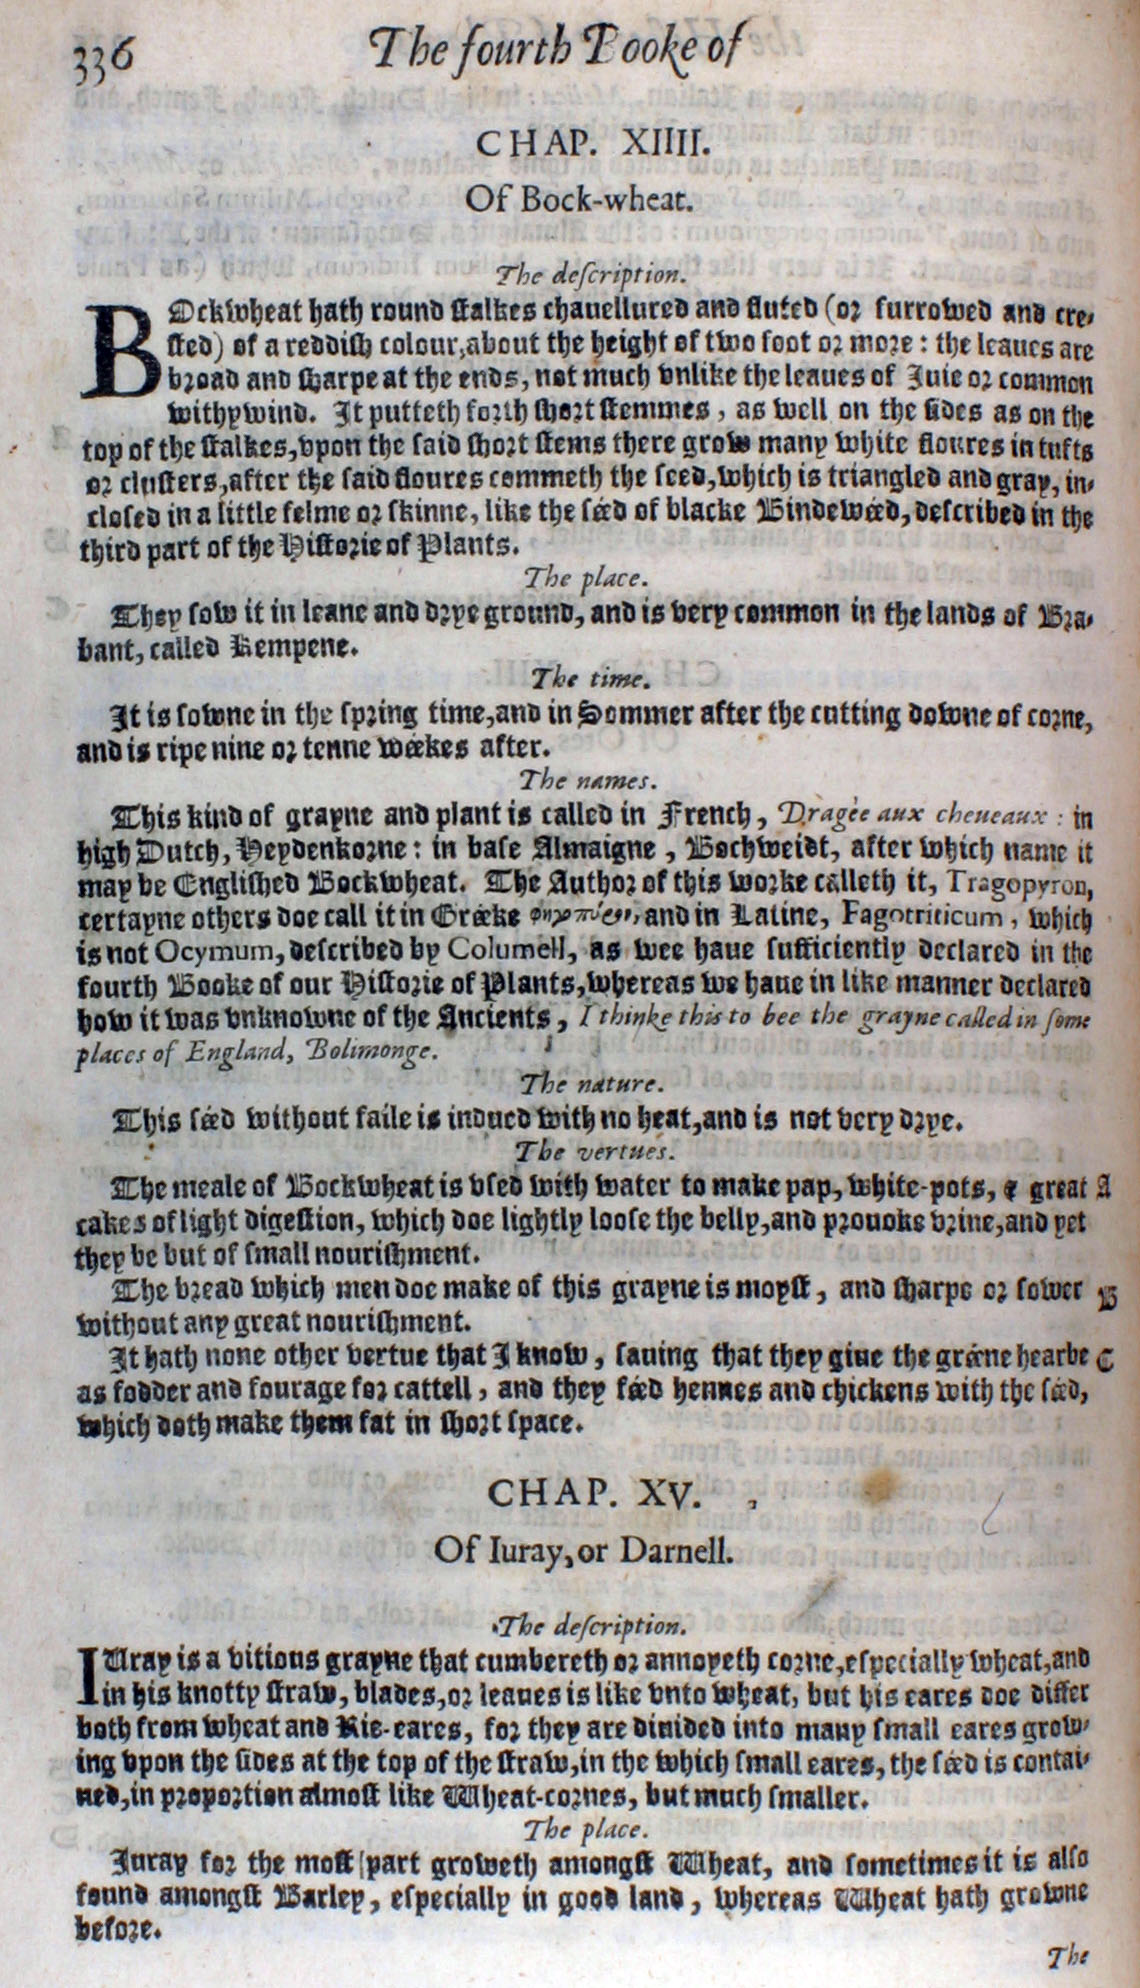 336 The fourth Booke of
CHAP. XIIII.
Of Bock-wheat.
The deſcription.
BOckwheat hath round ſtalkes chauellured and fluted (or furrowed and cre-
ſted) of a reddiſh colour, about the height of two foot or more: the leaues are
broad and ſharpe at the ends, not much vnlike the leaues of Iuie or common
withywind. It putteth forth ſhort ſtemmes, as well on the ſides as on the
top of the ſtalkes, vpon the ſaid ſhort ſtems there grow many white floures in tufts
or cluſters, after the ſaid floures commeth the ſeed, which is triangled and gray, in-
cloſed in a little felme or ſkinne, like the ſeed of blacke Bindeweed, deſcribed in the
third part of the Hiſtorie of Plants.
The place.
They ſow it in leane and drye ground, and is very common in the lands of Bra-
bant, called Kempene.
The time.
It is ſowne in the ſpring time, and in Sommer after the cutting downe of corne,
and is ripe nine or tenne weekes after.
The names.
This kind of grayne and plant is called in French, Dragèe aux cheueaux: in
high Dutch, Heydenkorne: in baſe Almaigne, Bochweidt, after which name it
may be Engliſhed Bockwheat. The Author of this worke calleth it, Tragopyron,
certayne others doe call it in Greeke and in Latine, Fagotriticum, which
is not Ocymum, deſcribed by Columell, as wee haue ſufficiently declared in the
fourth Booke of our Hiſtorie of Plants, whereas we haue in like manner declared
how it was vnknowne of the Ancients, I thinke this to bee the grayne called in ſome
places of England, Bolimonge.
The nature.
This ſeed without faile is indued with no heat, and is not very drye.
The vertues.
The meale of Bockwheat is vſed with water to make pap, white-pots, & great A
cakes of light digeſtion, which doe lightly looſe the belly, and prouoke vrine, and yet
they be but of ſmall nouriſhment.
The bread which men doe make of this grayne is moyſt, and ſharpe or ſower B
without any great nouriſhment.
It hath none other vertue that I know, ſauing that they giue the greene hearbe C
as fodder and fourage for cattell, and they feed hennes and chickens with the ſeed,
which doth make them fat in ſhort ſpace.
CHAP. XV.
Of Iuray, or Darnell.
The deſcription.
IUray is a vitious grayne that cumbereth or annoyeth corne, eſpecially wheat, and
in his knotty ſtraw, blades, or leaues is like vnto wheat, but his eares doe differ
both from wheat and Rie-eares, for they are diuided into many ſmall eares grow-
ing vpon the ſides at the top of the ſtraw, in the which ſmall eares, the ſeed is contai-
ned, in proportion almoſt like Wheat-cornes, but much ſmaller.
The place.
Iuray for the moſt part groweth amongſt Wheat, and ſometimes it is alſo
found amongſt Barley, eſpecially in good land, whereas Wheat hath growne
before.
The